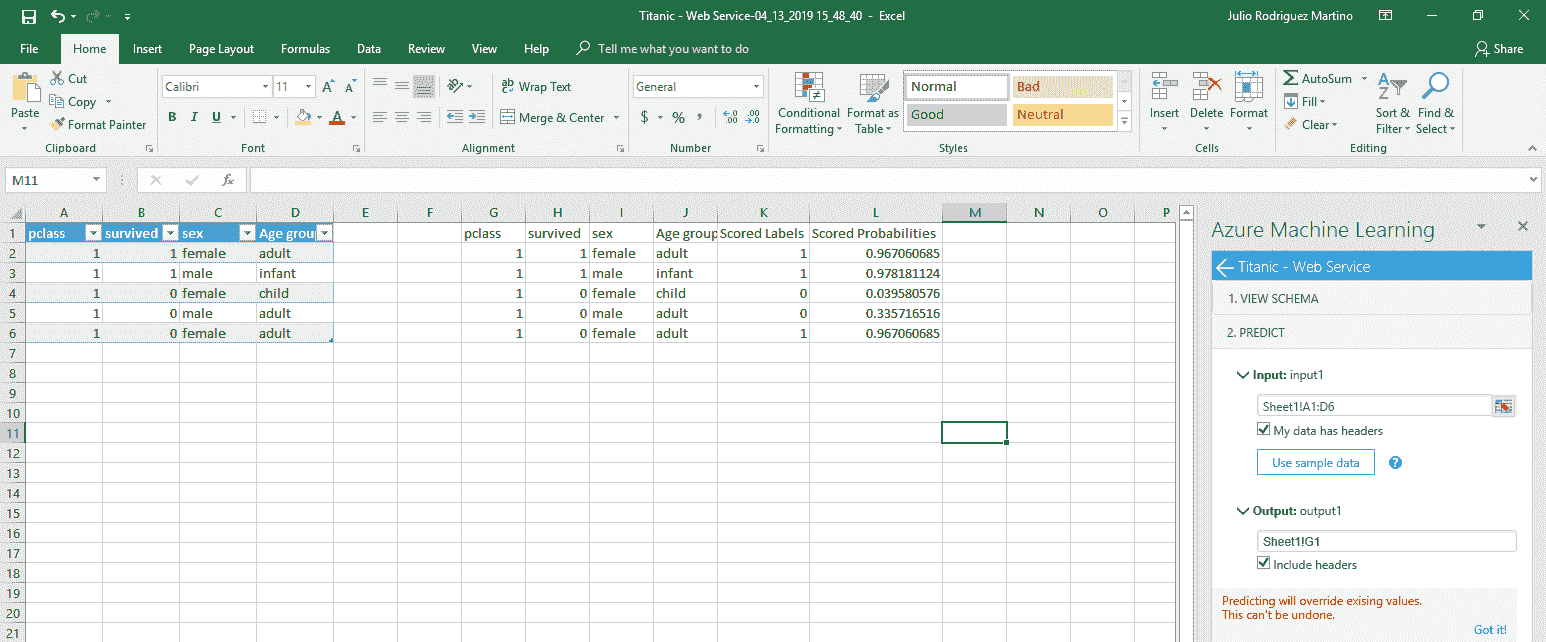 Titanic - Web Service-04_13_2019 15_48_40 - Excel
Julio Rodriguez Martino
File Home Insert Page Layout Formulas Data Review View Help Tell me what you want to do Share
Paste
Cut
Copy
Format Painter
Clipboard
Calibri 11
B I U
Font
Wrap Text
Merge & Center
Alignment
General
$ % ,
Number
Conditional Formatting
Format as Table
Normal Bad
Good Neutral
Styles
Insert Delete Format
Cells
AutoSum
Fill
Clear
Sort & Filter
Find & Select
Editing
M11 fx
A B C D E F G H I J K L M N O P
1 pclass survived sex Age grou pclass survived sex Age group Scored Labels Scored Probabilities
2 1 1 female adult 1 1 female adult 1 0.967060685
3 1 1 male infant 1 1 male infant 1 0.978181124
4 1 0 female child 1 0 female child 0 0.039580576
5 1 0 male adult 1 0 male adult 0 0.335716516
6 1 0 female adult 1 0 female adult 1 0.967060685
7
8
9
10
11
12
13
14
15
16
17
18
19
20
21
Azure Machine Learning
Titanic - Web Service
1. VIEW SCHEMA
2. PREDICT
Input: input1
Sheet1!A1:D6
My data has headers
Use sample data ?
Output: output1
Sheet1!G1
Include headers
Predicting will override exising values.
This can't be undone.
Got it!